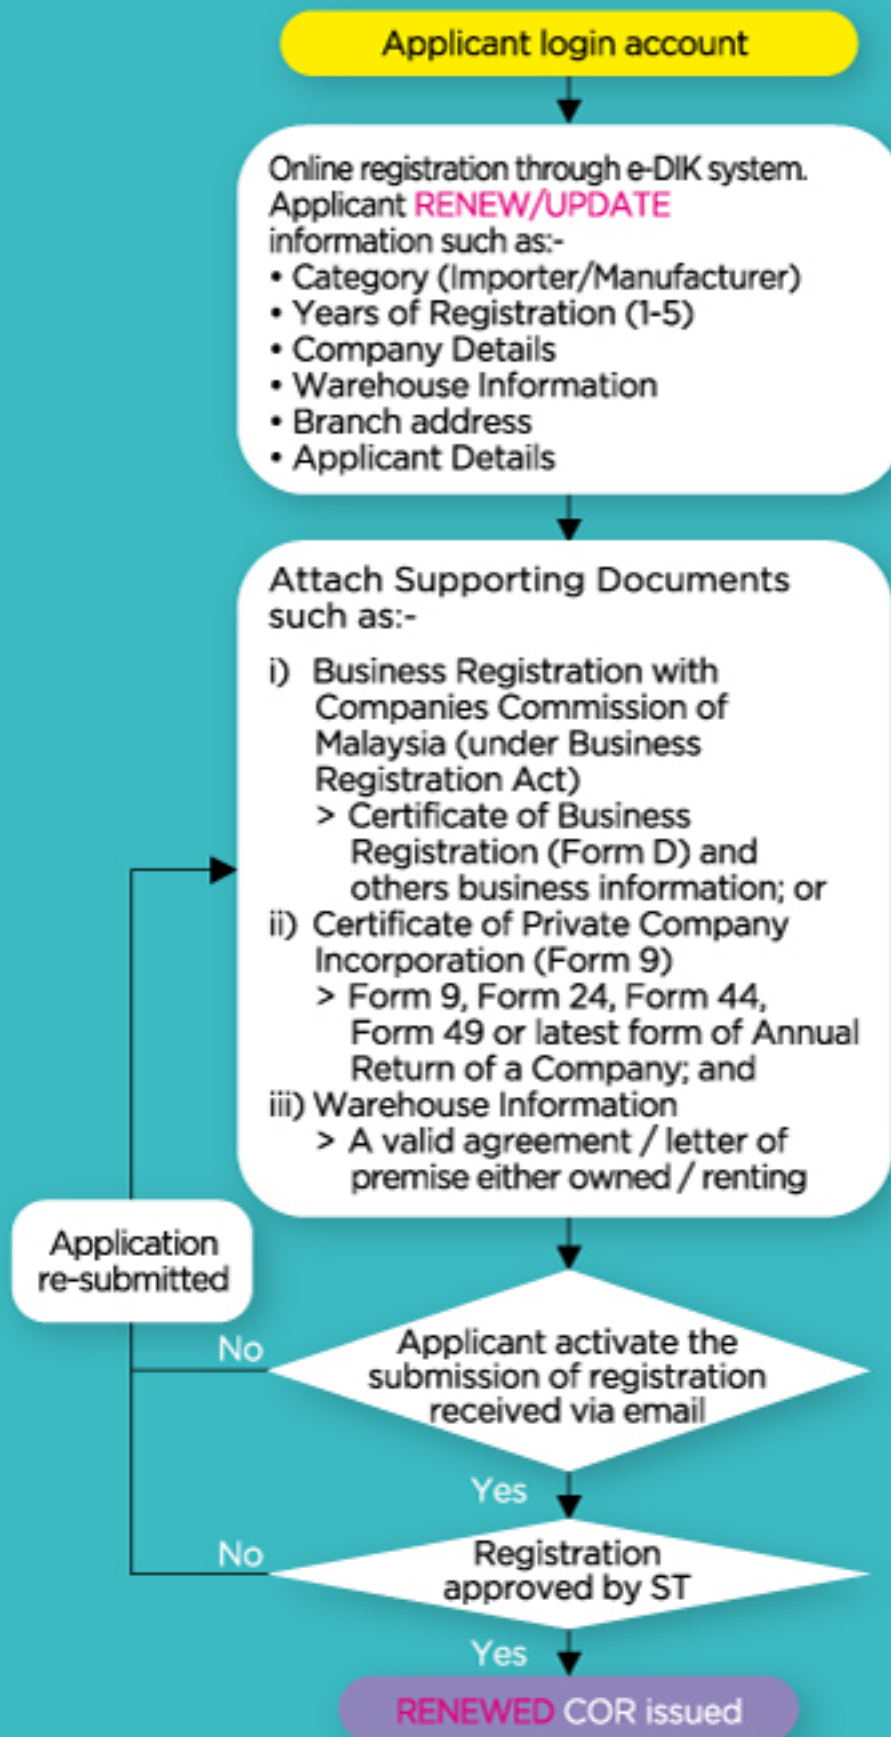 Applicant login account
Online registration through e-DIK system.
Applicant RENEW/UPDATE
information such as:-
• Category (Importer/Manufacturer)
• Years of Registration (1-5)
• Company Details
• Warehouse Information
• Branch address
• Applicant Details
Attach Supporting Documents
such as:-
i) Business Registration with
Companies Commission of
Malaysia (under Business
Registration Act)
> Certificate of Business
Registration (Form D) and
others business information; or
ii) Certificate of Private Company
Incorporation (Form 9)
> Form 9, Form 24, Form 44,
Form 49 or latest form of Annual
Return of a Company; and
iii) Warehouse Information
> A valid agreement / letter of
premise either owned / renting
Application
re-submitted
No
Applicant activate the
submission of registration
received via email
Yes
No
Registration
approved by ST
Yes
RENEWED COR issued